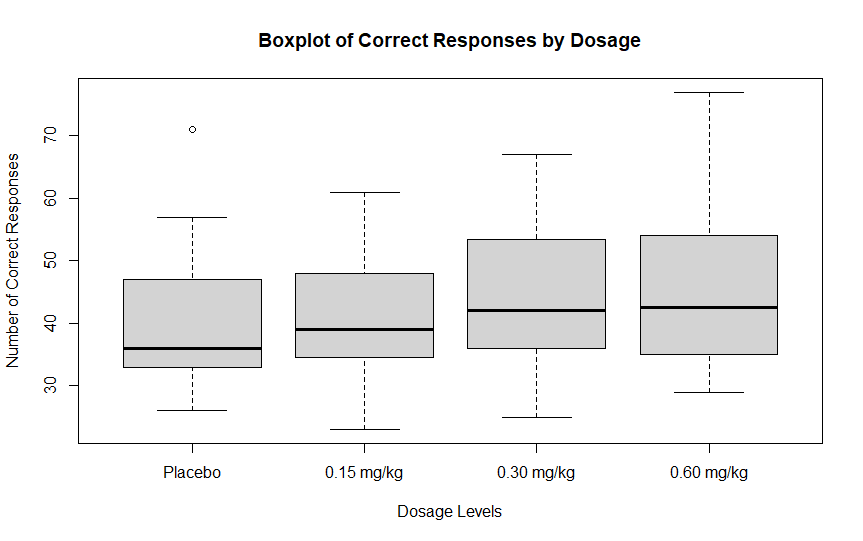 Boxplot of Correct Responses by Dosage
Number of Correct Responses
70
60
50
40
30
Placebo
0.15 mg/kg
0.30 mg/kg
0.60 mg/kg
Dosage Levels